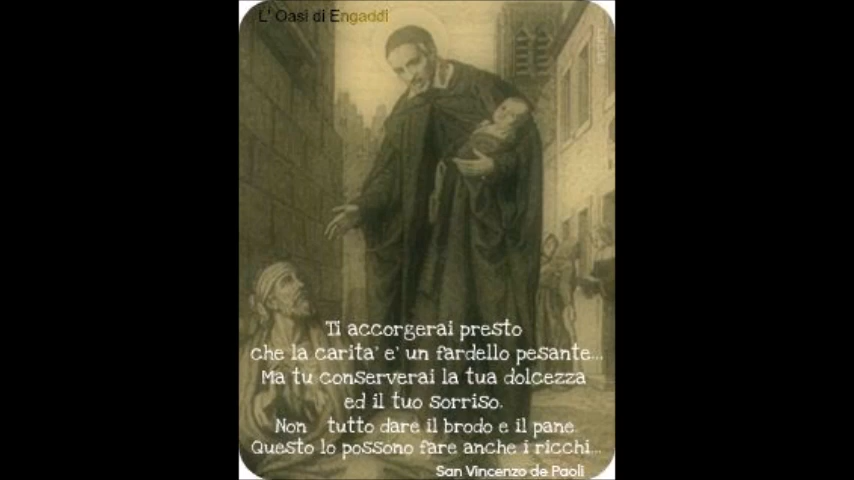 L' Oasi di Engaddi
Ti accorgerai presto
che la carita' e' un fardello pesante...
Ma tu conserverai la tua dolcezza
ed il tuo sorriso.
Non tutto dare il brodo e il pane.
Questo lo possono fare anche i ricchi...
San Vincenzo de Paoli